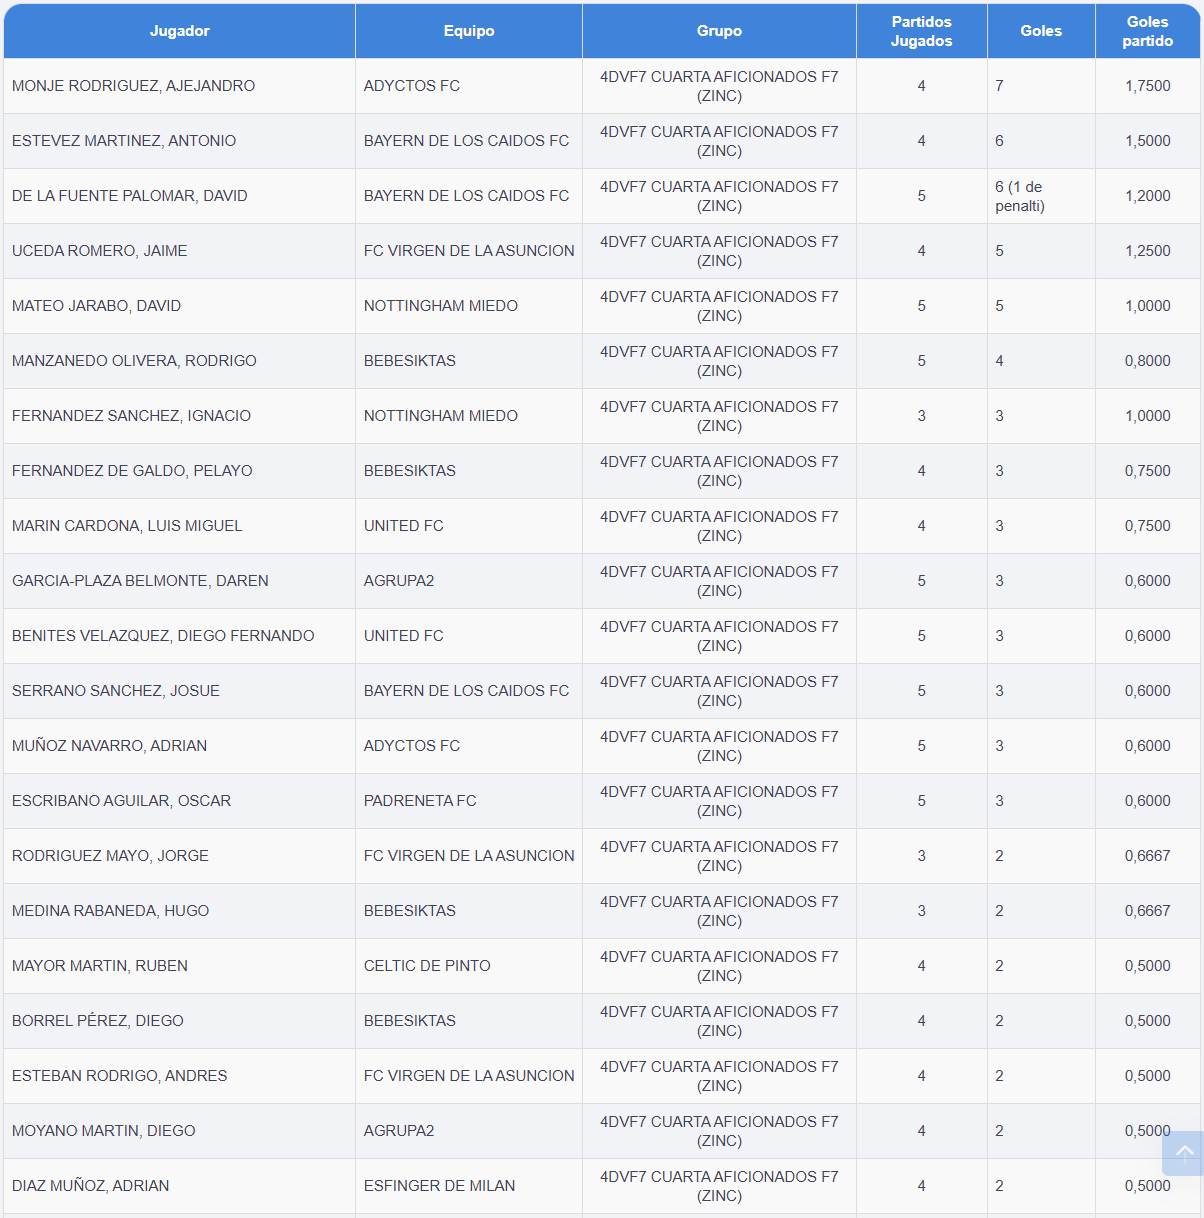 Jugador Equipo Grupo Partidos Jugados Goles Goles partido
MONJE RODRIGUEZ, AJEJANDRO ADYCTOS FC 4DVF7 CUARTA AFICIONADOS F7 (ZINC) 4 7 1,7500
ESTEVEZ MARTINEZ, ANTONIO BAYERN DE LOS CAIDOS FC 4DVF7 CUARTA AFICIONADOS F7 (ZINC) 4 6 1,5000
DE LA FUENTE PALOMAR, DAVID BAYERN DE LOS CAIDOS FC 4DVF7 CUARTA AFICIONADOS F7 (ZINC) 5 6 (1 de penalti) 1,2000
UCEDA ROMERO, JAIME FC VIRGEN DE LA ASUNCION 4DVF7 CUARTA AFICIONADOS F7 (ZINC) 4 5 1,2500
MATEO JARABO, DAVID NOTTINGHAM MIEDO 4DVF7 CUARTA AFICIONADOS F7 (ZINC) 5 5 1,0000
MANZANEDO OLIVERA, RODRIGO BEBESIKTAS 4DVF7 CUARTA AFICIONADOS F7 (ZINC) 5 4 0,8000
FERNANDEZ SANCHEZ, IGNACIO NOTTINGHAM MIEDO 4DVF7 CUARTA AFICIONADOS F7 (ZINC) 3 3 1,0000
FERNANDEZ DE GALDO, PELAYO BEBESIKTAS 4DVF7 CUARTA AFICIONADOS F7 (ZINC) 4 3 0,7500
MARIN CARDONA, LUIS MIGUEL UNITED FC 4DVF7 CUARTA AFICIONADOS F7 (ZINC) 4 3 0,7500
GARCIA-PLAZA BELMONTE, DAREN AGRUPA2 4DVF7 CUARTA AFICIONADOS F7 (ZINC) 5 3 0,6000
BENITES VELAZQUEZ, DIEGO FERNANDO UNITED FC 4DVF7 CUARTA AFICIONADOS F7 (ZINC) 5 3 0,6000
SERRANO SANCHEZ, JOSUE BAYERN DE LOS CAIDOS FC 4DVF7 CUARTA AFICIONADOS F7 (ZINC) 5 3 0,6000
MUÑOZ NAVARRO, ADRIAN ADYCTOS FC 4DVF7 CUARTA AFICIONADOS F7 (ZINC) 5 3 0,6000
ESCRIBANO AGUILAR, OSCAR PADRENETA FC 4DVF7 CUARTA AFICIONADOS F7 (ZINC) 5 3 0,6000
RODRIGUEZ MAYO, JORGE FC VIRGEN DE LA ASUNCION 4DVF7 CUARTA AFICIONADOS F7 (ZINC) 3 2 0,6667
MEDINA RABANEDA, HUGO BEBESIKTAS 4DVF7 CUARTA AFICIONADOS F7 (ZINC) 3 2 0,6667
MAYOR MARTIN, RUBEN CELTIC DE PINTO 4DVF7 CUARTA AFICIONADOS F7 (ZINC) 4 2 0,5000
BORREL PÉREZ, DIEGO BEBESIKTAS 4DVF7 CUARTA AFICIONADOS F7 (ZINC) 4 2 0,5000
ESTEBAN RODRIGO, ANDRES FC VIRGEN DE LA ASUNCION 4DVF7 CUARTA AFICIONADOS F7 (ZINC) 4 2 0,5000
MOYANO MARTIN, DIEGO AGRUPA2 4DVF7 CUARTA AFICIONADOS F7 (ZINC) 4 2 0,5000
DIAZ MUÑOZ, ADRIAN ESFINGER DE MILAN 4DVF7 CUARTA AFICIONADOS F7 (ZINC) 4 2 0,5000